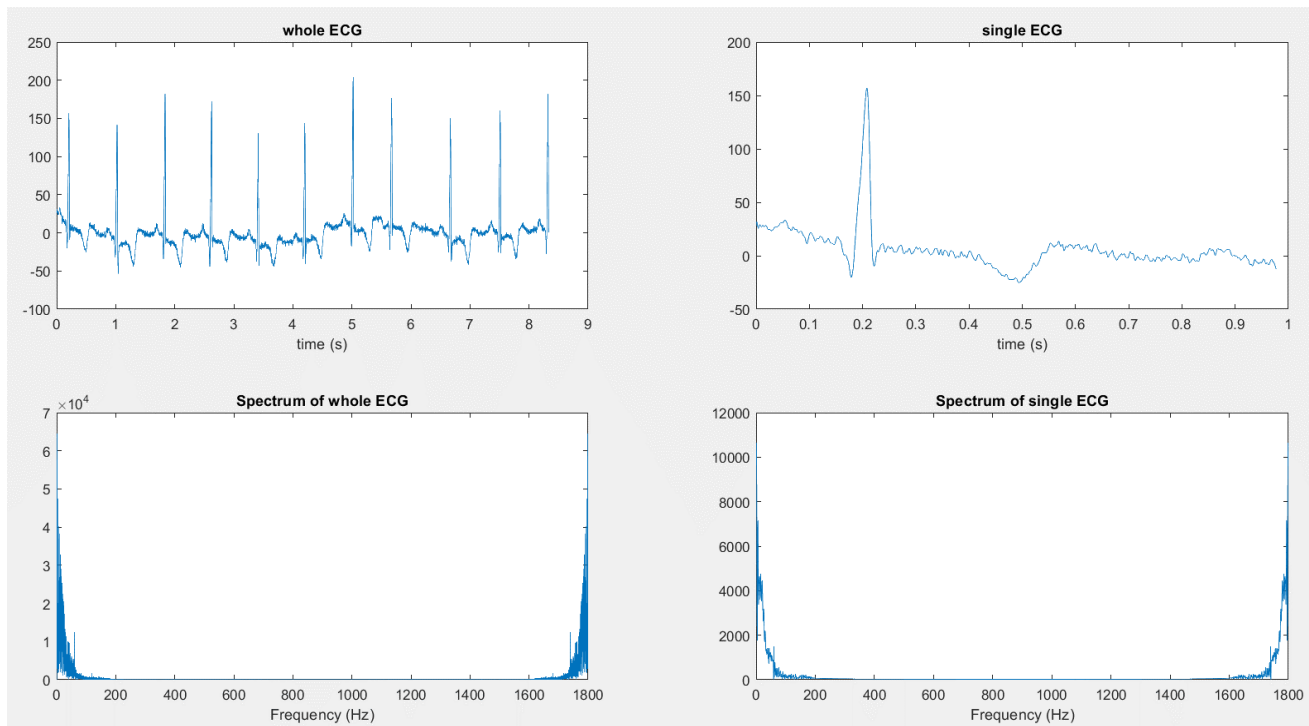 whole ECG
250
200
150
100
50
0
-50
-100
0 1 2 3 4 5 6 7 8 9
time (s)
single ECG
200
150
100
50
0
-50
0 0.1 0.2 0.3 0.4 0.5 0.6 0.7 0.8 0.9 1
time (s)
Spectrum of whole ECG
×10^4
7
6
5
4
3
2
1
0
0 200 400 600 800 1000 1200 1400 1600 1800
Frequency (Hz)
Spectrum of single ECG
12000
10000
8000
6000
4000
2000
0
0 200 400 600 800 1000 1200 1400 1600 1800
Frequency (Hz)